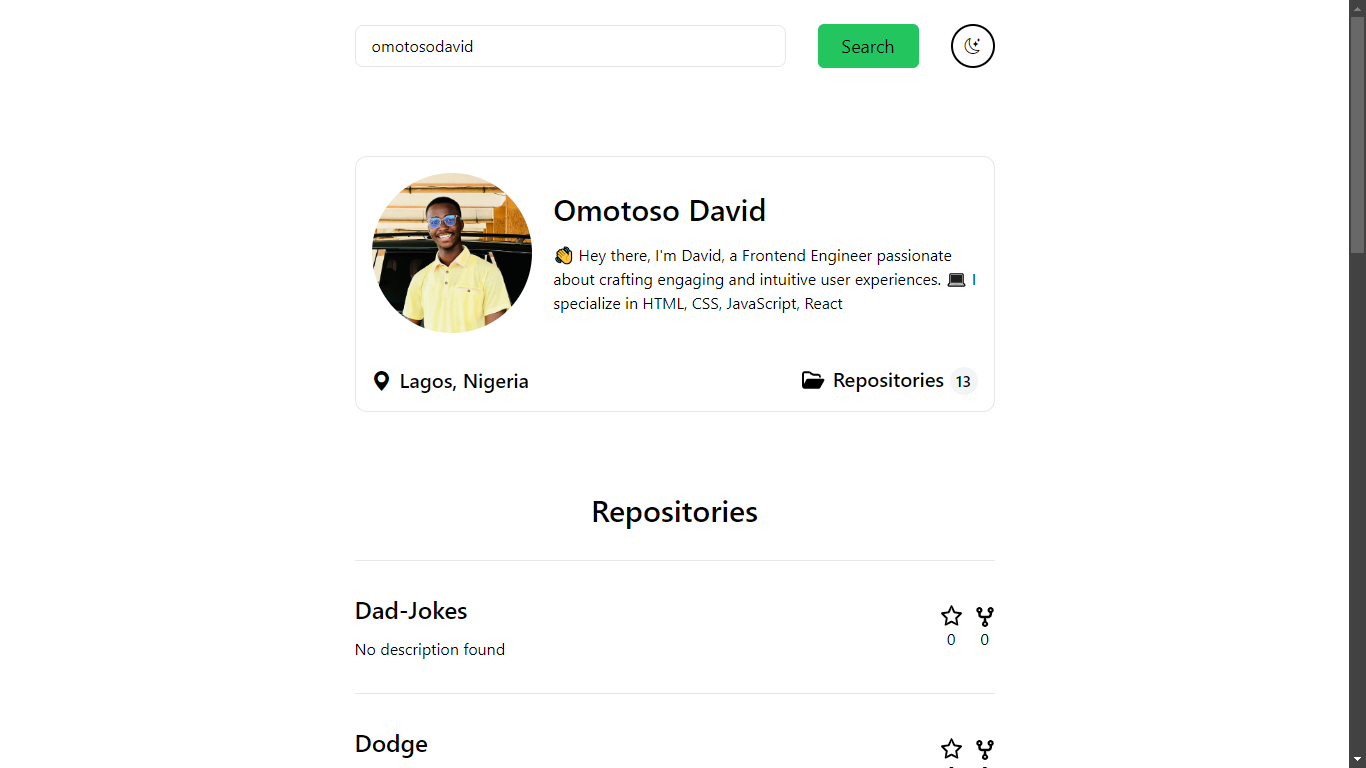 omotosodavid
Search
Omotoso David
👋 Hey there, I'm David, a Frontend Engineer passionate
about crafting engaging and intuitive user experiences. 💻 I
specialize in HTML, CSS, JavaScript, React
Lagos, Nigeria
Repositories 13
Repositories
Dad-Jokes
0 0
No description found
Dodge